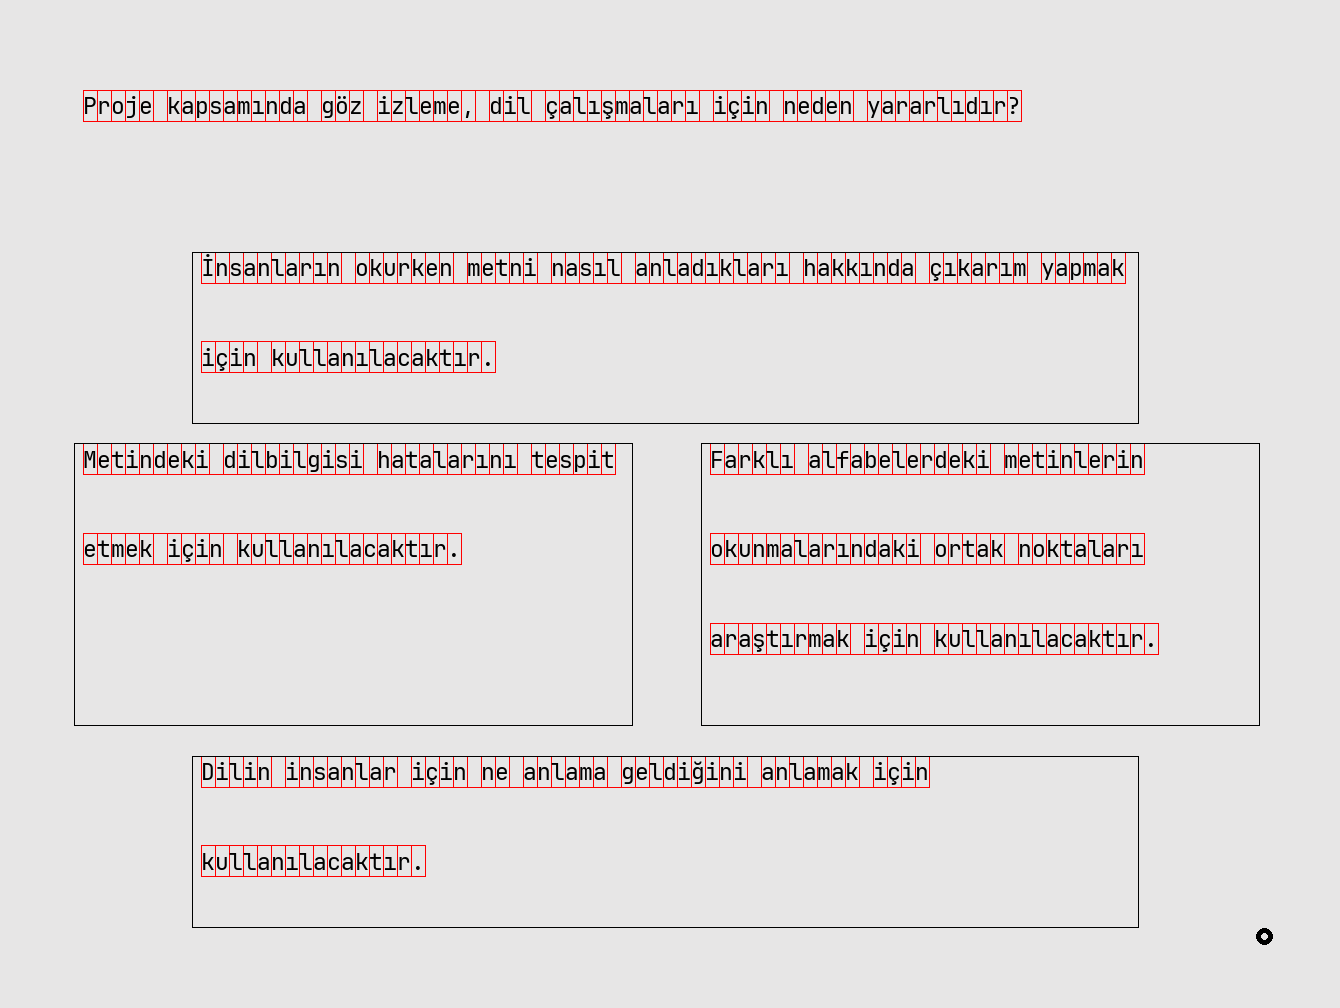 Proje kapsamında göz izleme, dil çalışmaları için neden yararlıdır?
İnsanların okurken metni nasıl anladıkları hakkında çıkarım yapmak
için kullanılacaktır.
Metindeki dilbilgisi hatalarını tespit
etmek için kullanılacaktır.
Farklı alfabelerdeki metinlerin
okunmalarındaki ortak noktaları
araştırmak için kullanılacaktır.
Dilin insanlar için ne anlama geldiğini anlamak için
kullanılacaktır.